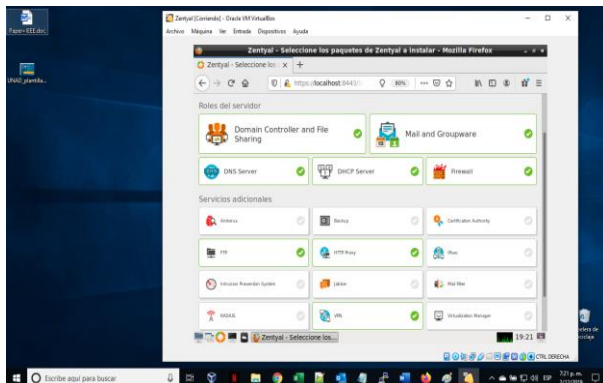 Paper-IEEE.doc
UNAD_plantilla...
Zentyal [Corriendo] - Oracle VM VirtualBox
Archivo Máquina Ver Entrada Dispositivos Ayuda
Zentyal - Seleccione los paquetes de Zentyal a instalar - Mozilla Firefox
Zentyal - Seleccione los
https://localhost:8443/
80%
Roles del servidor
Domain Controller and File Sharing
Mail and Groupware
DNS Server
DHCP Server
Firewall
Servicios adicionales
Antivirus
Backup
Certification Authority
FTP
HTTP Proxy
IPsec
Intrusion Prevention System
Jabber
Mail Filter
RADIUS
VPN
Virtualization Manager
Zentyal - Seleccione los...
19:21
CTRL DERECHA
Escribe aquí para buscar
ESP
7:21 p. m.